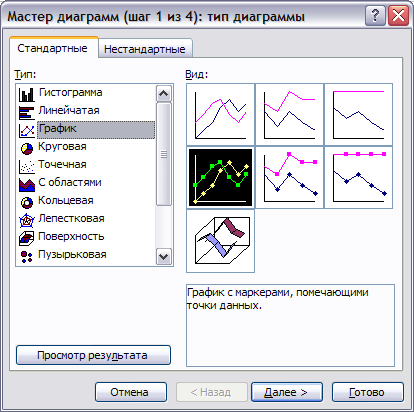 Мастер диаграмм (шаг 1 из 4): тип диаграммы
Стандартные
Нестандартные
Тип:
Гистограмма
Линейчатая
График
Круговая
Точечная
С областями
Кольцевая
Лепестковая
Поверхность
Пузырьковая
Вид:
График с маркерами, помечающими
точки данных.
Просмотр результата
Отмена
< Назад
Далее >
Готово